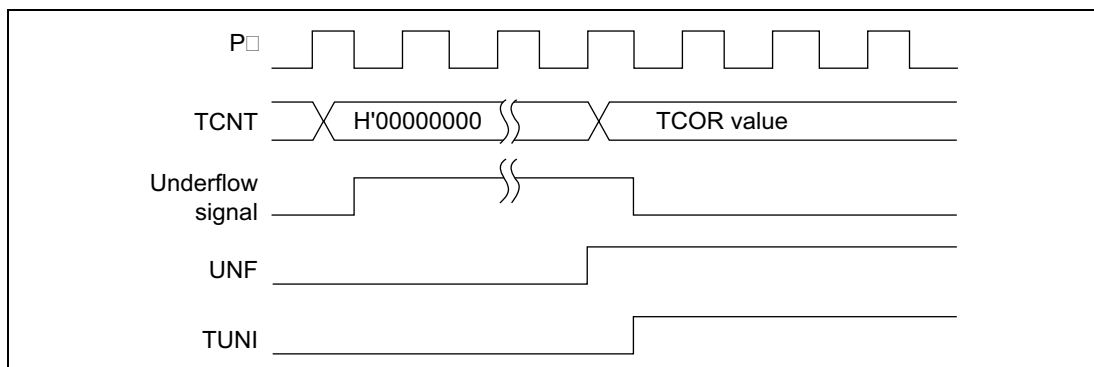 P□
TCNT H'00000000 TCOR value
Underflow
signal
UNF
TUNI